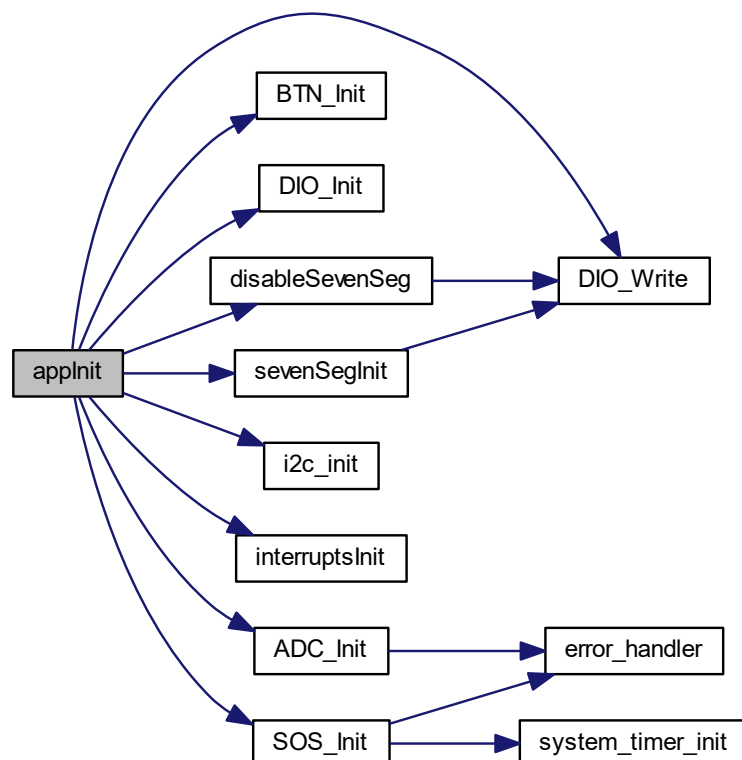 BTN_Init
DIO_Init
disableSevenSeg
DIO_Write
appInit
sevenSegInit
i2c_init
interruptsInit
ADC_Init
error_handler
SOS_Init
system_timer_init